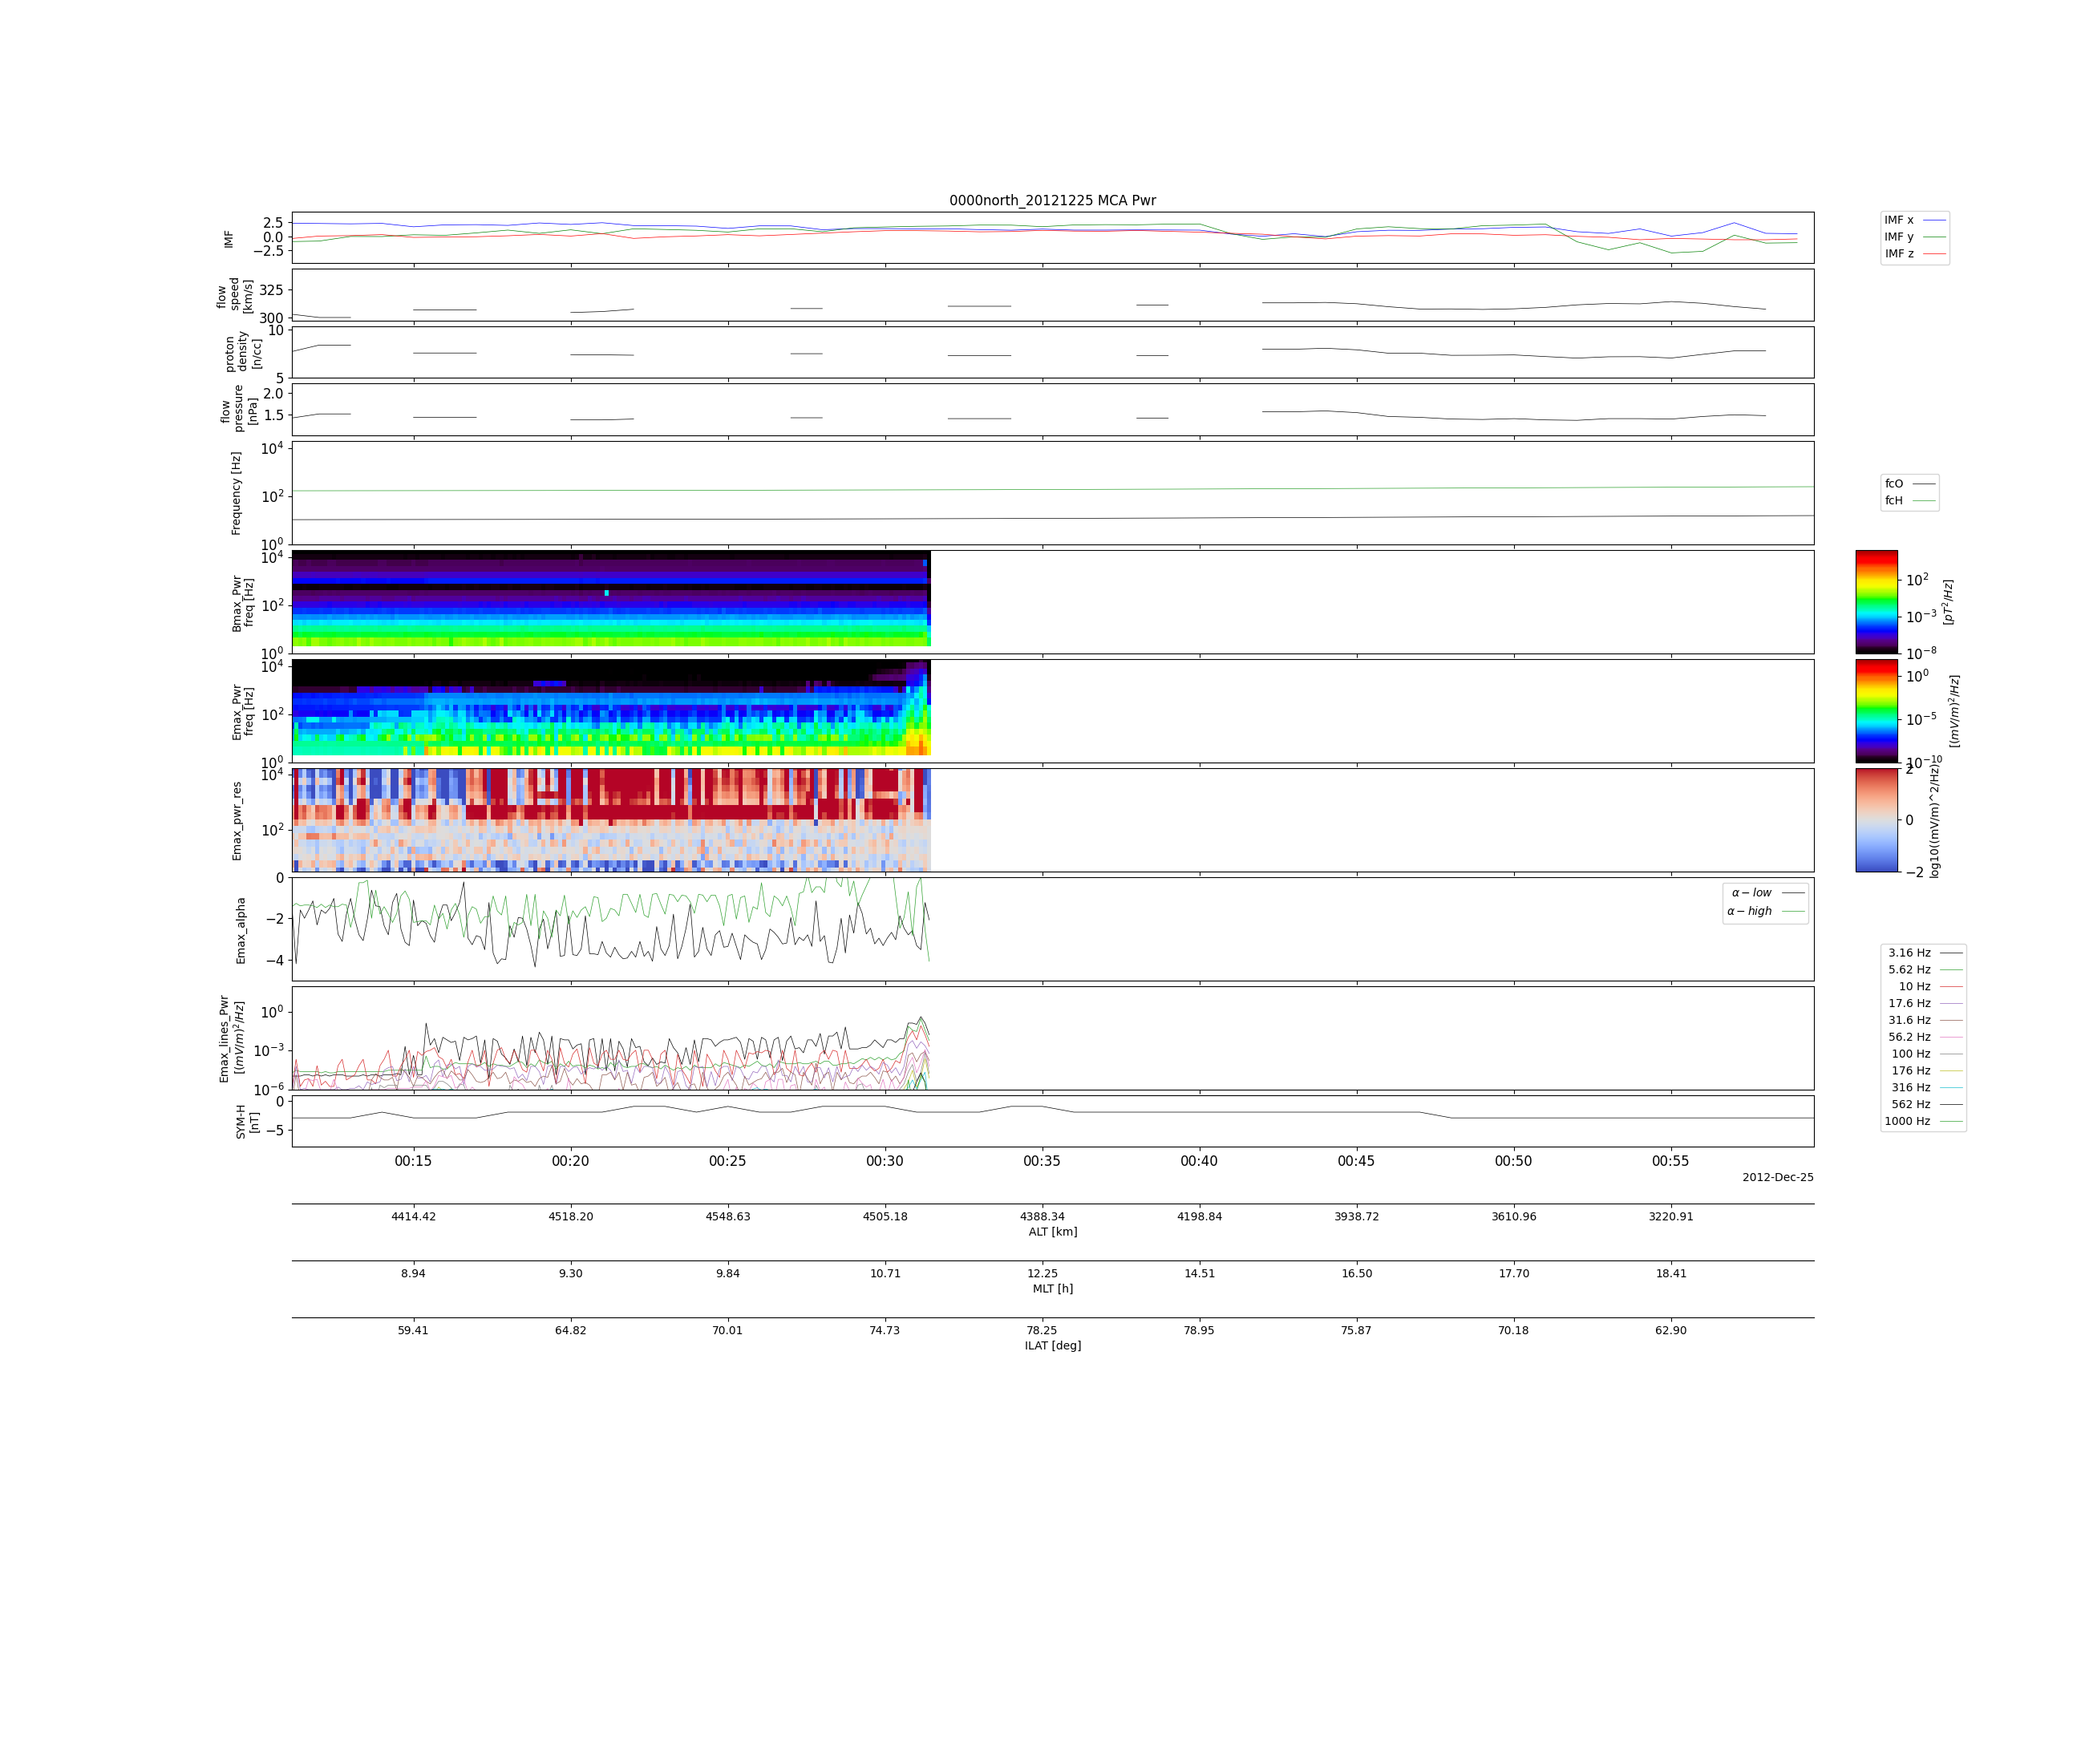 0000north_20121225 MCA Pwr
IMF
2.5
0.0
−2.5
IMF x
IMF y
IMF z
flow
speed
[km/s]
325
300
proton
density
[n/cc]
10
5
flow
pressure
[nPa]
2.0
1.5
Frequency [Hz]
10^4
10^2
10^0
fcO
fcH
Bmax_Pwr
freq [Hz]
10^4
10^2
10^0
10^2
10^−3
10^−8
[pT^2/Hz]
Emax_Pwr
freq [Hz]
10^4
10^2
10^0
10^0
10^−5
10^−10
[(mV/m)^2/Hz]
Emax_pwr_res
10^4
10^2
2
0
−2
log10((mV/m)^2/Hz)
Emax_alpha
0
−2
−4
α − low
α − high
Emax_lines_Pwr
[(mV/m)^2/Hz]
10^0
10^−3
10^−6
3.16 Hz
5.62 Hz
10 Hz
17.6 Hz
31.6 Hz
56.2 Hz
100 Hz
176 Hz
316 Hz
562 Hz
1000 Hz
SYM-H
[nT]
0
−5
00:15 00:20 00:25 00:30 00:35 00:40 00:45 00:50 00:55
2012-Dec-25
4414.42 4518.20 4548.63 4505.18 4388.34 4198.84 3938.72 3610.96 3220.91
ALT [km]
8.94 9.30 9.84 10.71 12.25 14.51 16.50 17.70 18.41
MLT [h]
59.41 64.82 70.01 74.73 78.25 78.95 75.87 70.18 62.90
ILAT [deg]